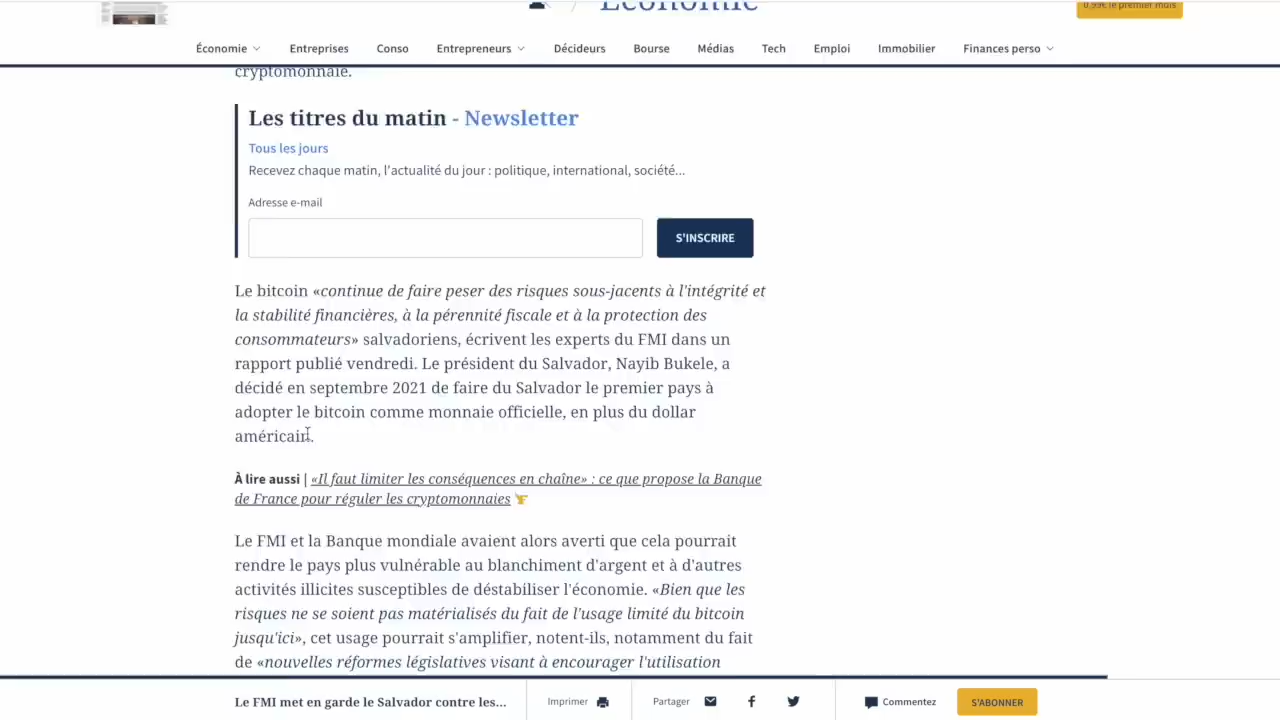 Économie
0,99€ le premier mois
Économie Entreprises Conso Entrepreneurs Décideurs Bourse Médias Tech Emploi Immobilier Finances perso
cryptomonnaie.
Les titres du matin - Newsletter
Tous les jours
Recevez chaque matin, l'actualité du jour : politique, international, société...
Adresse e-mail
S'INSCRIRE
Le bitcoin «continue de faire peser des risques sous-jacents à l'intégrité et
la stabilité financières, à la pérennité fiscale et à la protection des
consommateurs» salvadoriens, écrivent les experts du FMI dans un
rapport publié vendredi. Le président du Salvador, Nayib Bukele, a
décidé en septembre 2021 de faire du Salvador le premier pays à
adopter le bitcoin comme monnaie officielle, en plus du dollar
américain.
À lire aussi | «Il faut limiter les conséquences en chaîne» : ce que propose la Banque
de France pour réguler les cryptomonnaies
Le FMI et la Banque mondiale avaient alors averti que cela pourrait
rendre le pays plus vulnérable au blanchiment d'argent et à d'autres
activités illicites susceptibles de déstabiliser l'économie. «Bien que les
risques ne se soient pas matérialisés du fait de l'usage limité du bitcoin
jusqu'ici», cet usage pourrait s'amplifier, notent-ils, notamment du fait
de «nouvelles réformes législatives visant à encourager l'utilisation
Le FMI met en garde le Salvador contre les... Imprimer Partager Commentez S'ABONNER